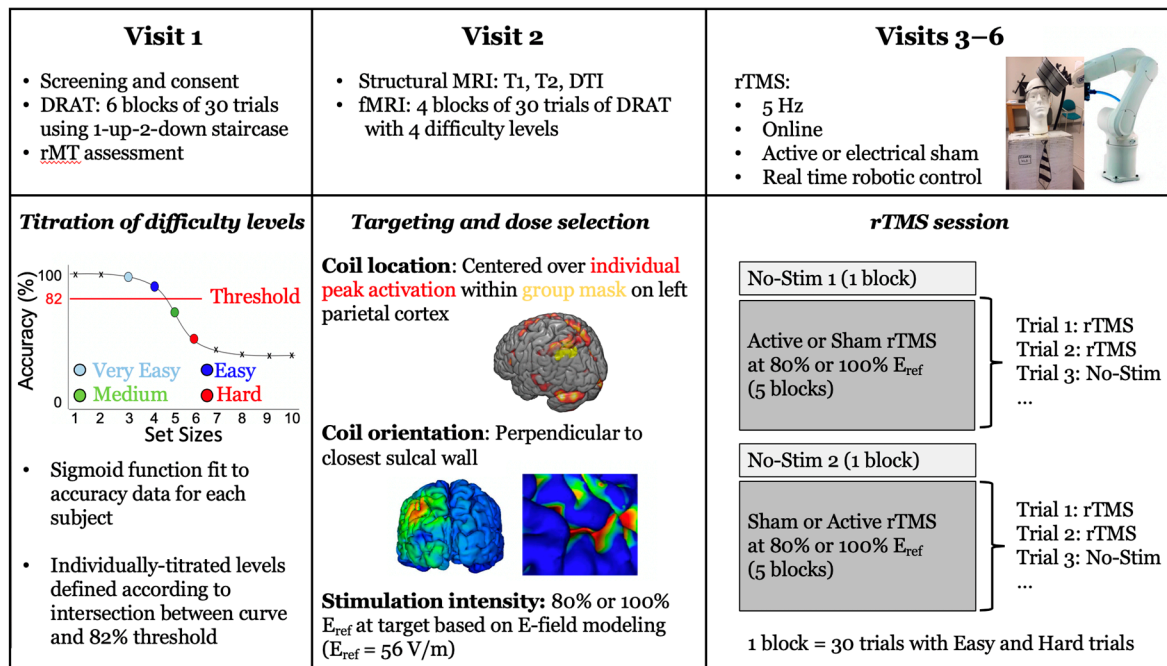 Visit 1
• Screening and consent
• DRAT: 6 blocks of 30 trials
using 1-up-2-down staircase
• rMT assessment
Visit 2
• Structural MRI: T1, T2, DTI
• fMRI: 4 blocks of 30 trials of DRAT
with 4 difficulty levels
Visits 3–6
rTMS:
• 5 Hz
• Online
• Active or electrical sham
• Real time robotic control
Titration of difficulty levels
Accuracy (%)
100
82
0
Threshold
Very Easy
Easy
Medium
Hard
1 2 3 4 5 6 7 8 9 10
Set Sizes
• Sigmoid function fit to
accuracy data for each
subject
• Individually-titrated levels
defined according to
intersection between curve
and 82% threshold
Targeting and dose selection
Coil location: Centered over individual
peak activation within group mask on left
parietal cortex
Coil orientation: Perpendicular to
closest sulcal wall
Stimulation intensity: 80% or 100%
Eref at target based on E-field modeling
(Eref = 56 V/m)
rTMS session
No-Stim 1 (1 block)
Active or Sham rTMS
at 80% or 100% Eref
(5 blocks)
Trial 1: rTMS
Trial 2: rTMS
Trial 3: No-Stim
...
No-Stim 2 (1 block)
Sham or Active rTMS
at 80% or 100% Eref
(5 blocks)
Trial 1: rTMS
Trial 2: rTMS
Trial 3: No-Stim
...
1 block = 30 trials with Easy and Hard trials